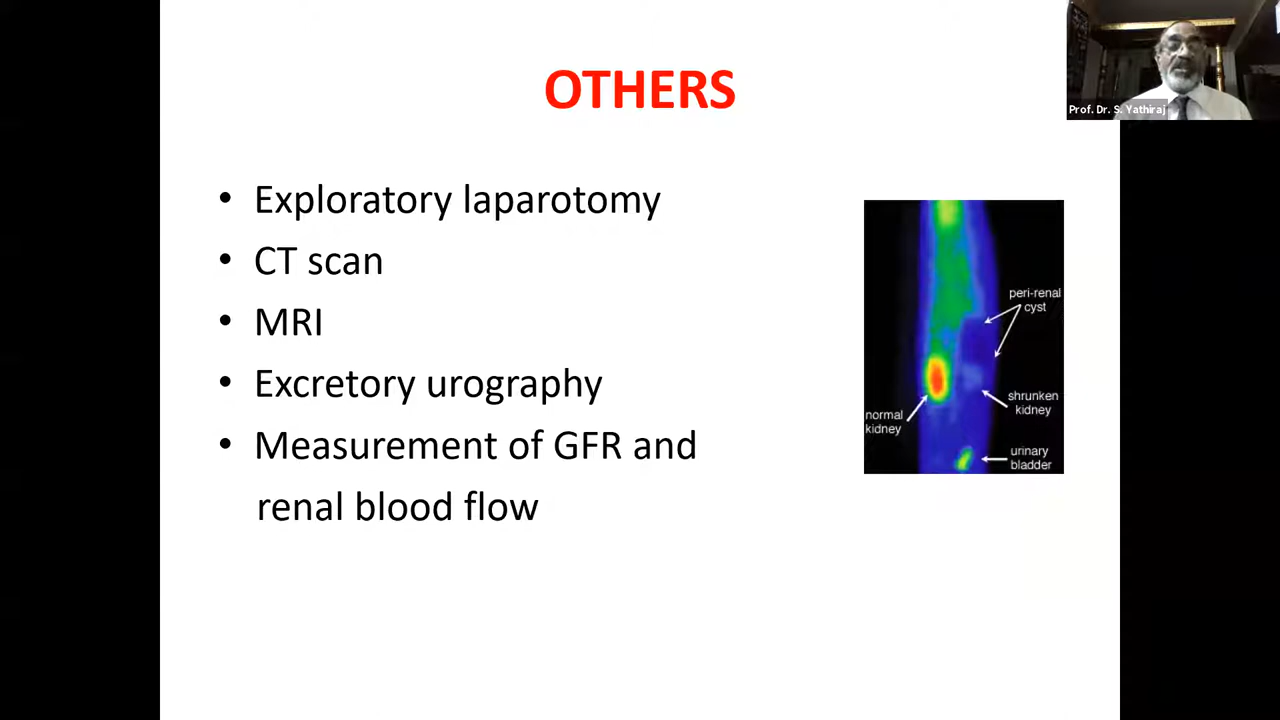 OTHERS
Prof. Dr. S. Yathiraj
• Exploratory laparotomy
• CT scan
• MRI
• Excretory urography
• Measurement of GFR and
renal blood flow
peri-renal
cyst
shrunken
kidney
normal
kidney
urinary
bladder